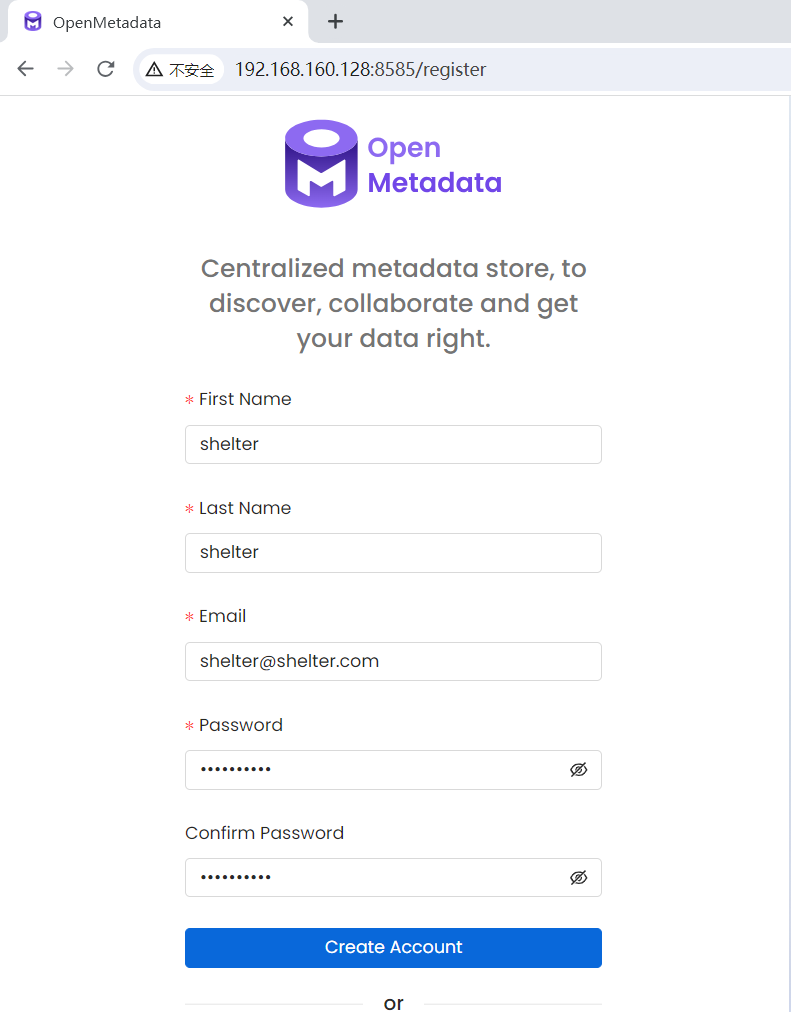 OpenMetadata
不安全 192.168.160.128:8585/register
Open
Metadata
Centralized metadata store, to
discover, collaborate and get
your data right.
* First Name
shelter
* Last Name
shelter
* Email
shelter@shelter.com
* Password
••••••••••
Confirm Password
••••••••••
Create Account
or